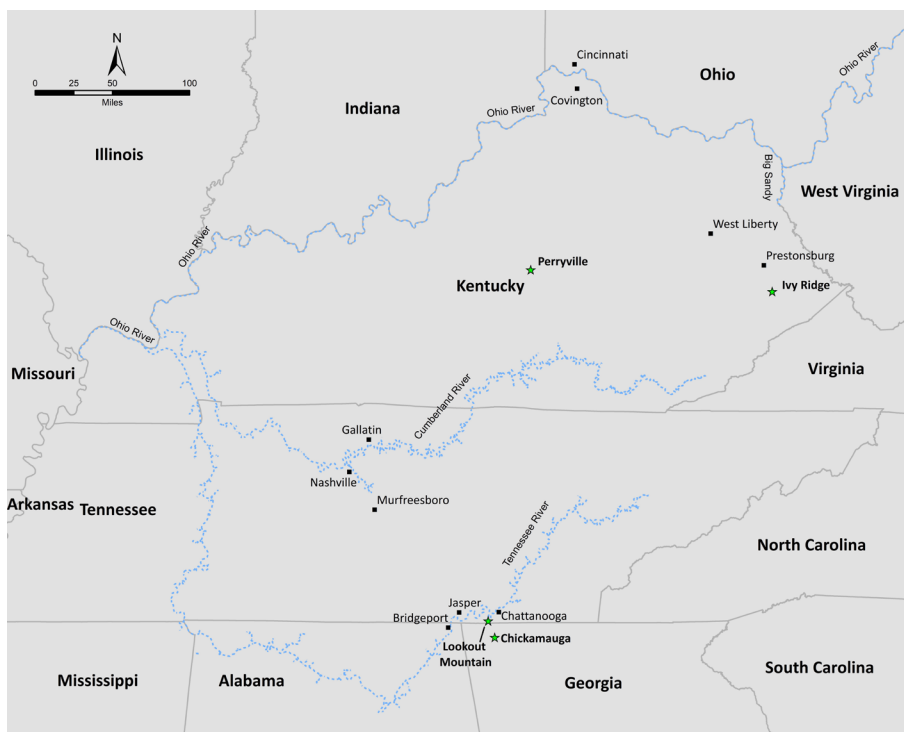 N
0 25 50 100
Miles
Ohio River
Cincinnati
Ohio
Covington
Indiana
Ohio River
Illinois
Big Sandy
West Virginia
West Liberty
Ohio River
Prestonsburg
Perryville
Kentucky
Ivy Ridge
Ohio River
Missouri
Virginia
Cumberland River
Gallatin
Nashville
Murfreesboro
Arkansas
Tennessee
Tennessee River
North Carolina
Jasper
Bridgeport
Chattanooga
Lookout
Mountain
Chickamauga
South Carolina
Mississippi
Alabama
Georgia